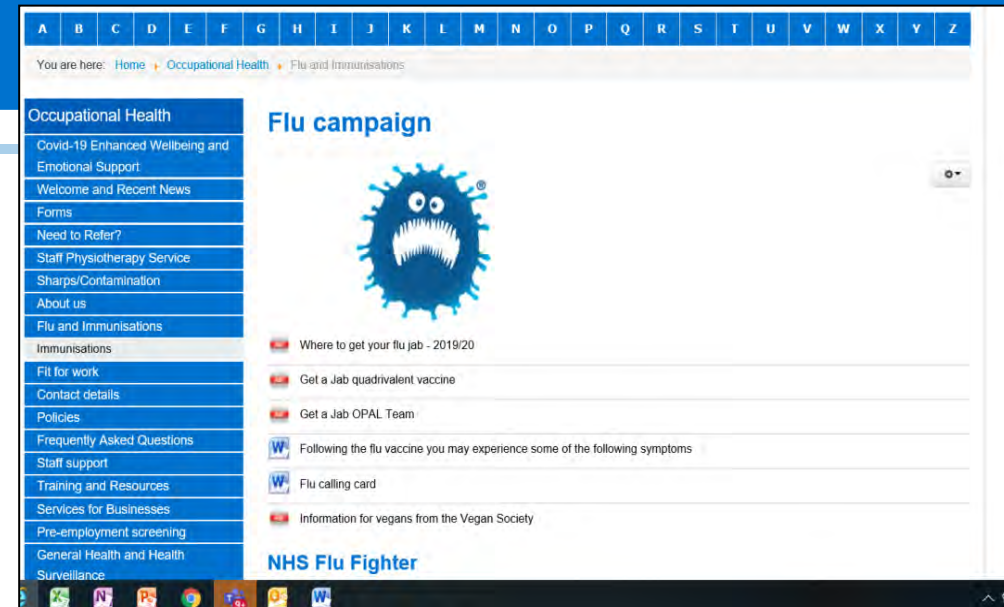 A B C D E F G H I J K L M N O P Q R S T U V W X Y Z
You are here: Home Occupational Health Flu and Immunisations
Occupational Health
Covid-19 Enhanced Wellbeing and
Emotional Support
Welcome and Recent News
Forms
Need to Refer?
Staff Physiotherapy Service
Sharps/Contamination
About us
Flu and Immunisations
Immunisations
Fit for work
Contact details
Policies
Frequently Asked Questions
Staff support
Training and Resources
Services for Businesses
Pre-employment screening
General Health and Health
Surveillance
Flu campaign
®
Where to get your flu jab - 2019/20
Get a Jab quadrivalent vaccine
Get a Jab OPAL Team
Following the flu vaccine you may experience some of the following symptoms
Flu calling card
Information for vegans from the Vegan Society
NHS Flu Fighter